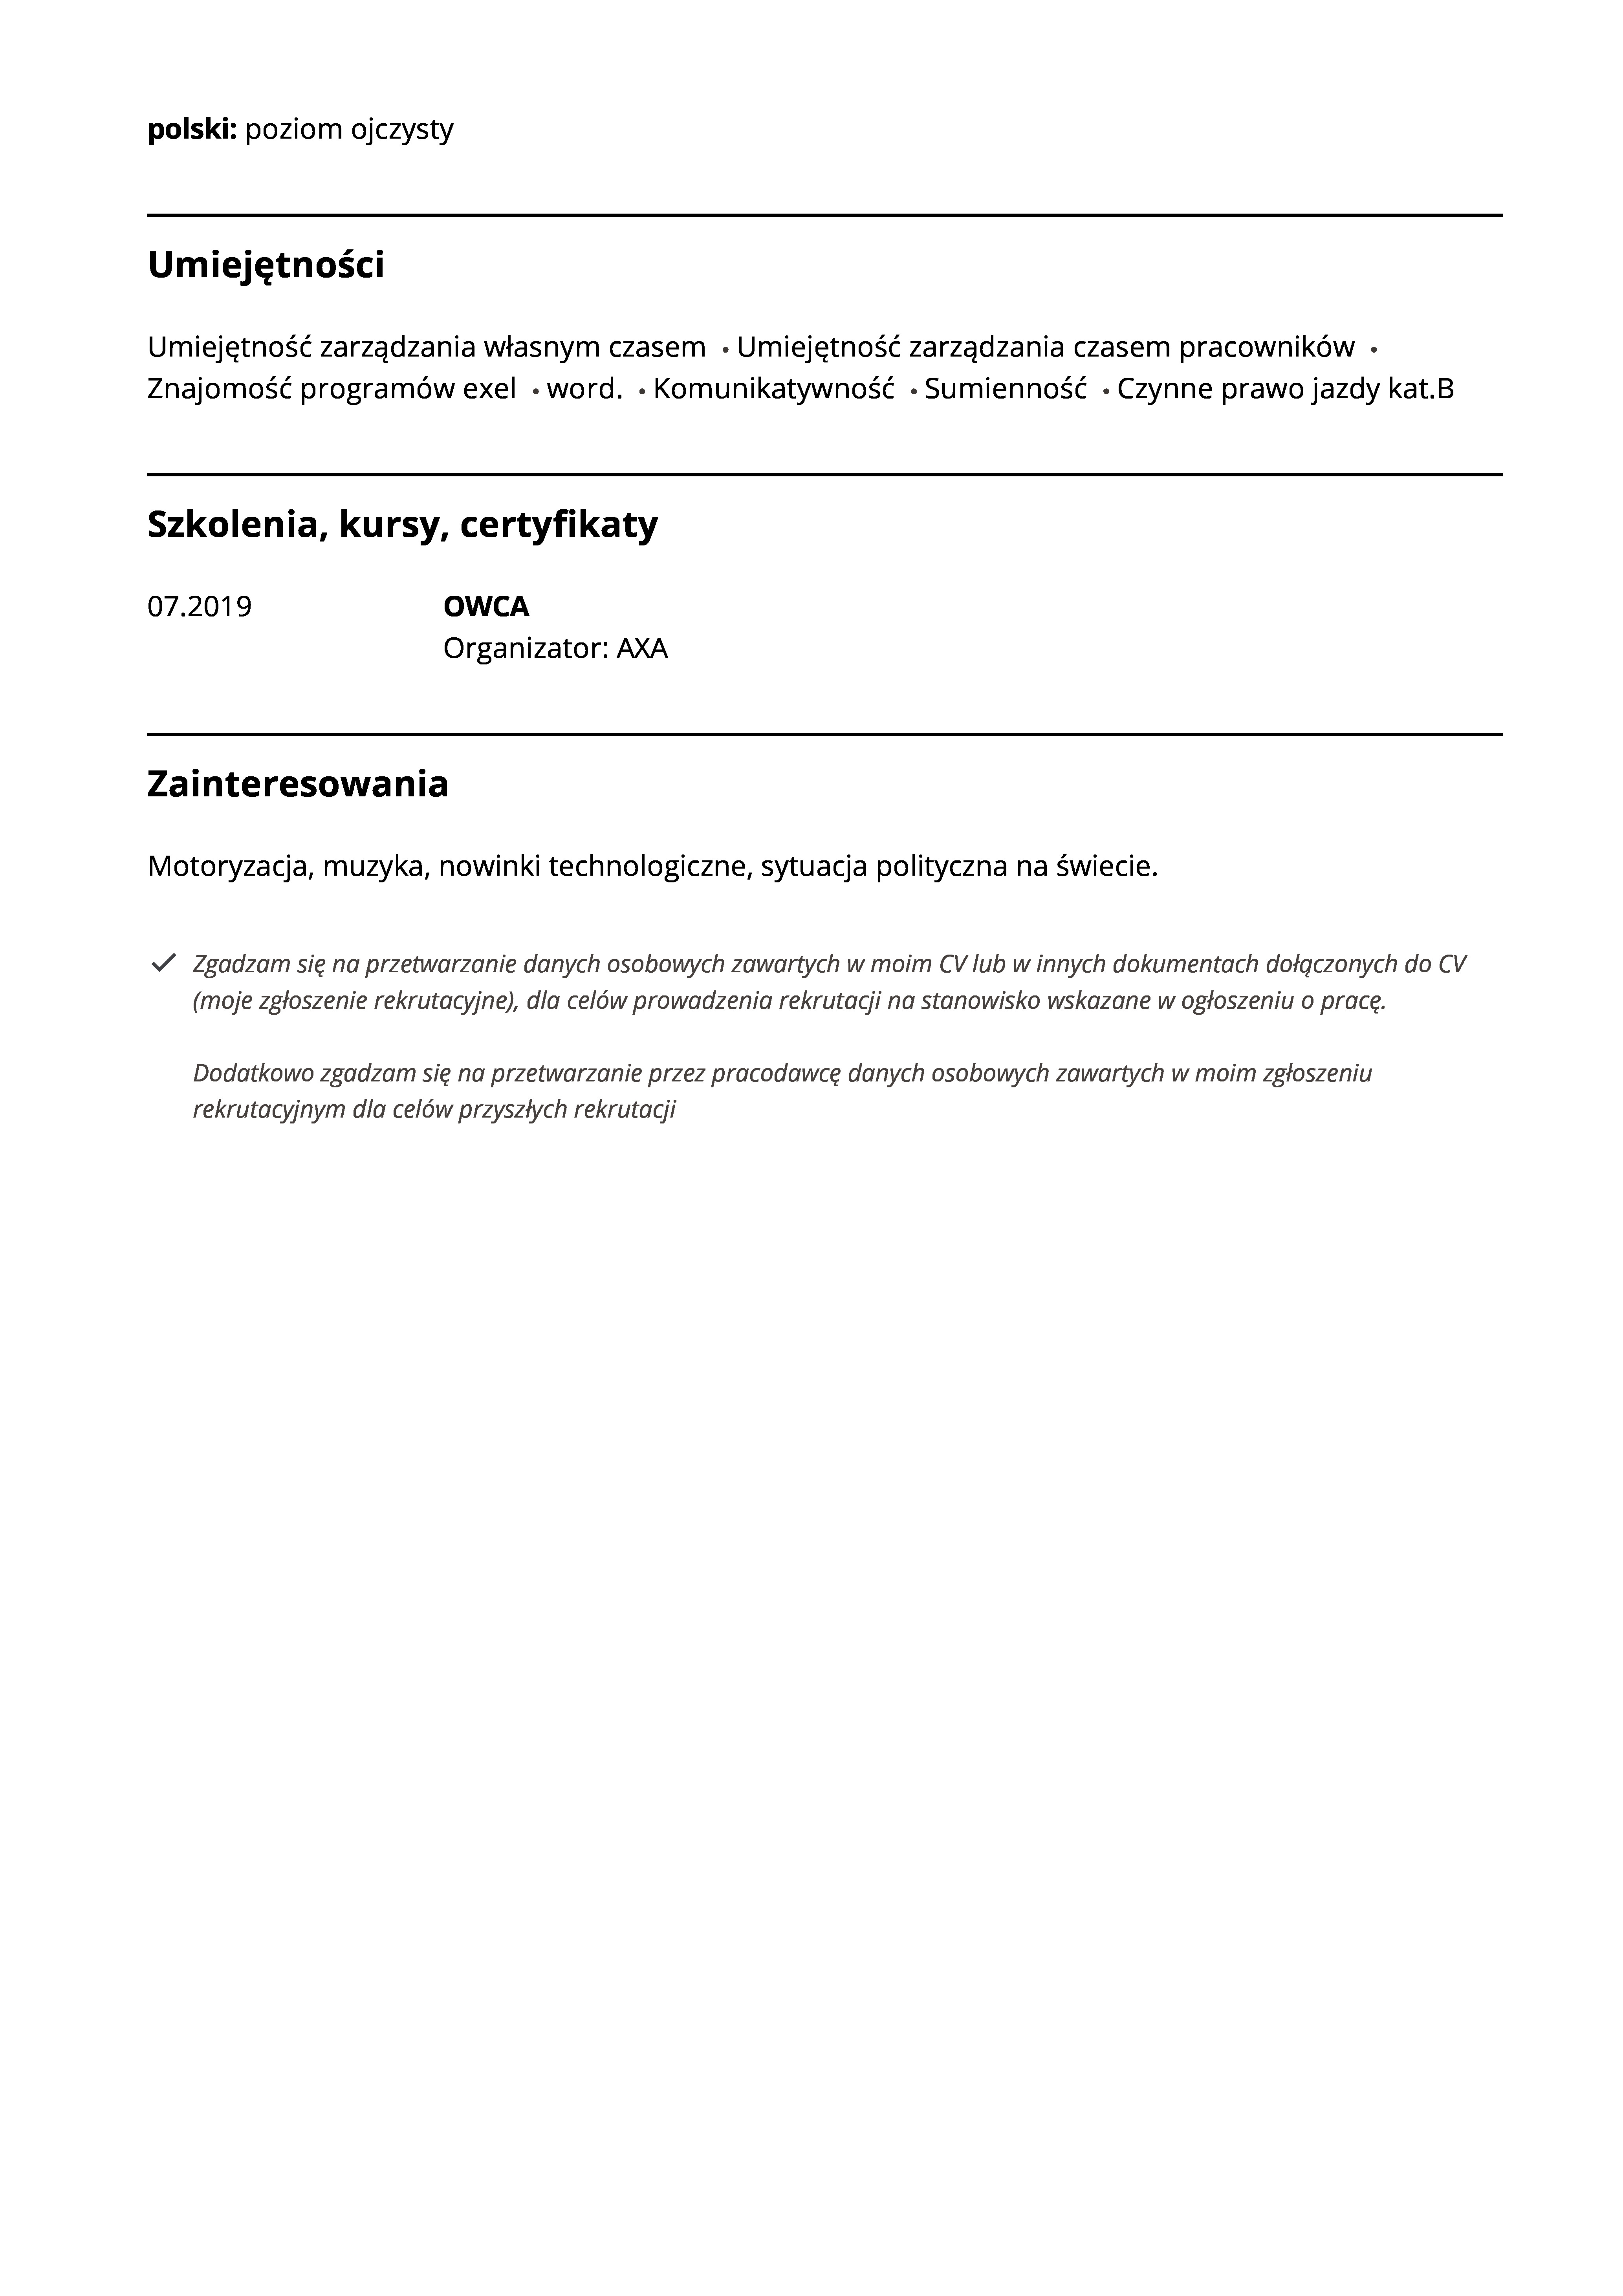 polski: poziom ojczysty
Umiejętności
Umiejętność zarządzania własnym czasem • Umiejętność zarządzania czasem pracowników •
Znajomość programów exel • word. • Komunikatywność • Sumienność • Czynne prawo jazdy kat.B
Szkolenia, kursy, certyfikaty
07.2019 OWCA
Organizator: AXA
Zainteresowania
Motoryzacja, muzyka, nowinki technologiczne, sytuacja polityczna na świecie.
✓ Zgadzam się na przetwarzanie danych osobowych zawartych w moim CV lub w innych dokumentach dołączonych do CV
(moje zgłoszenie rekrutacyjne), dla celów prowadzenia rekrutacji na stanowisko wskazane w ogłoszeniu o pracę.
Dodatkowo zgadzam się na przetwarzanie przez pracodawcę danych osobowych zawartych w moim zgłoszeniu
rekrutacyjnym dla celów przyszłych rekrutacji